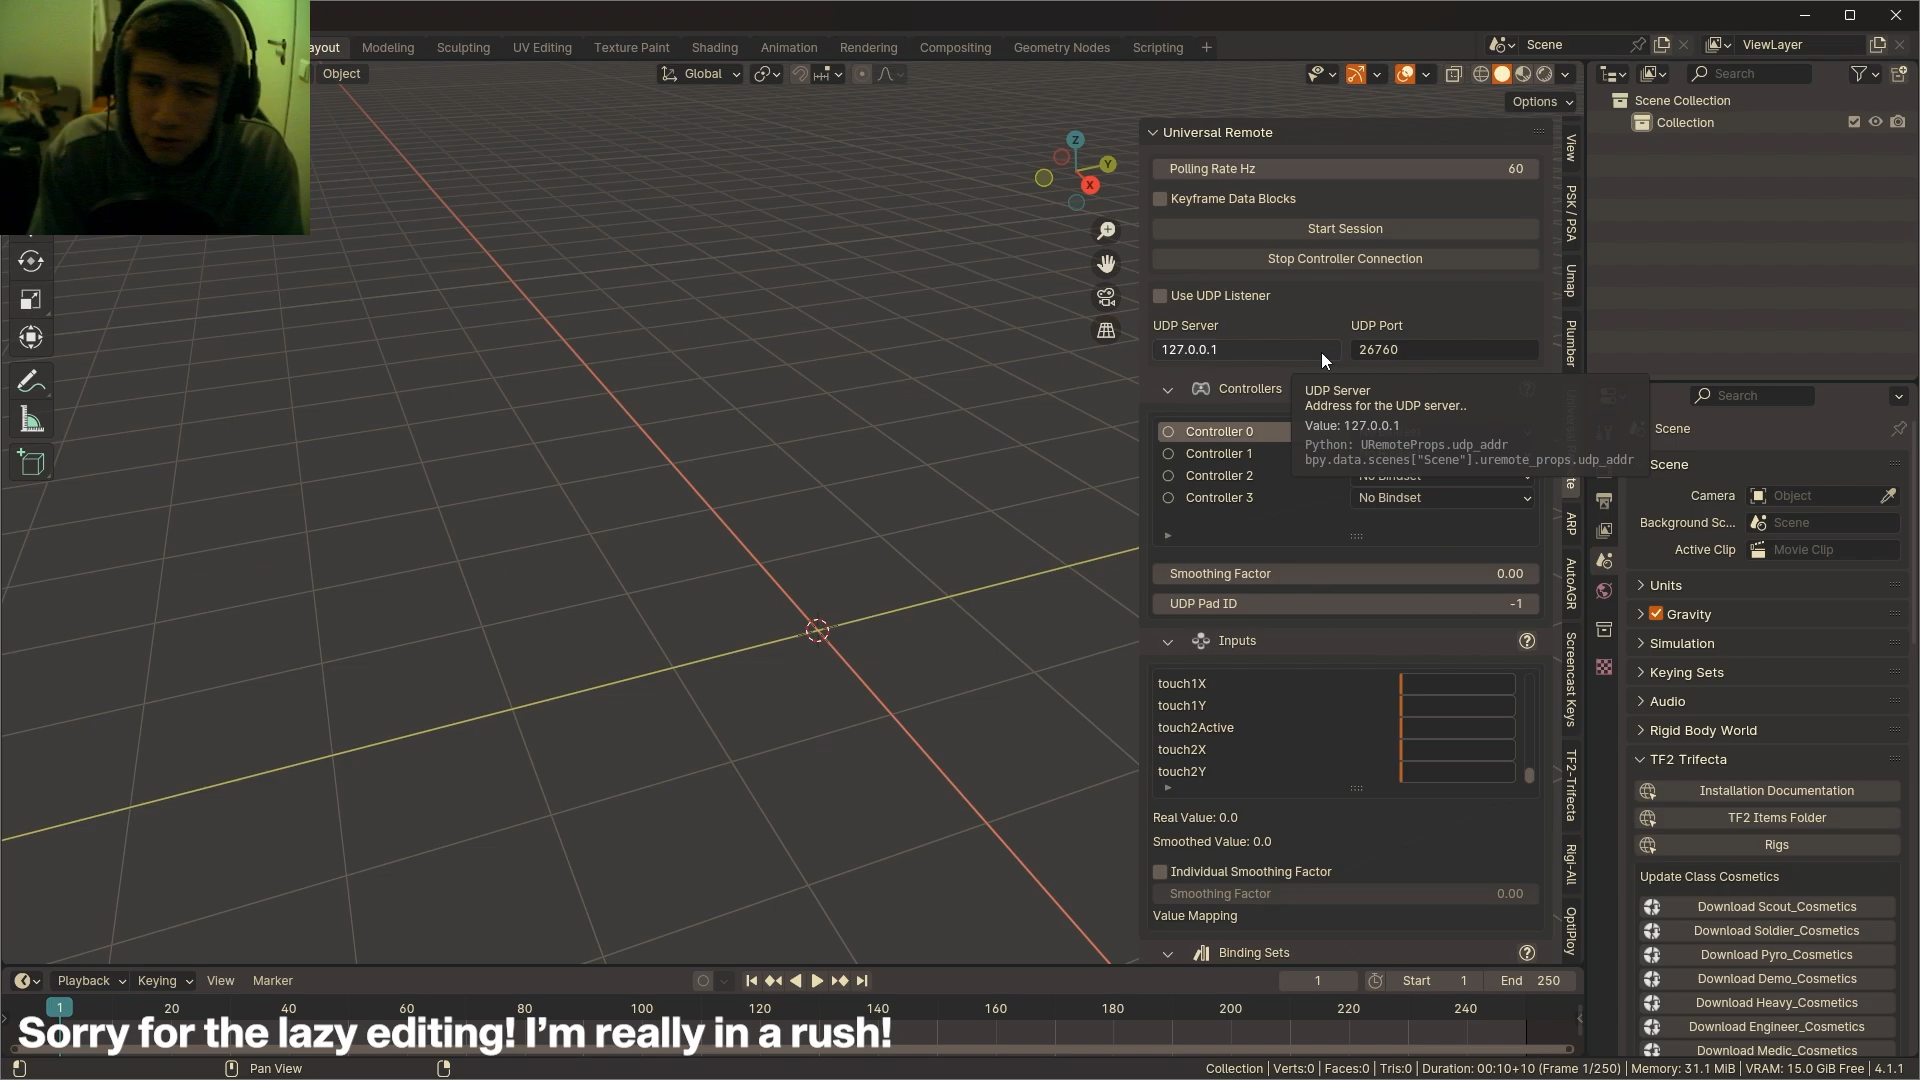 ayout Modeling Sculpting UV Editing Texture Paint Shading Animation Rendering Compositing Geometry Nodes Scripting +
Scene
ViewLayer
Object
Global
Search
Options
Scene Collection
Collection
Z
Y
X
Universal Remote
Polling Rate Hz 60
Keyframe Data Blocks
Start Session
Stop Controller Connection
Use UDP Listener
UDP Server UDP Port
127.0.0.1 26760
Controllers
UDP Server
Address for the UDP server..
Value: 127.0.0.1
Python: URemoteProps.udp_addr
bpy.data.scenes["Scene"].uremote_props.udp_addr
Controller 0
Controller 1
Controller 2 No Bindset
Controller 3 No Bindset
Smoothing Factor 0.00
UDP Pad ID -1
Inputs
touch1X
touch1Y
touch2Active
touch2X
touch2Y
Real Value: 0.0
Smoothed Value: 0.0
Individual Smoothing Factor
Smoothing Factor 0.00
Value Mapping
Binding Sets
View
PSK / PSA
Umap
Plumber
te
ARP
AutoAGR
Screencast Keys
TF2-Trifecta
Rigi-All
OptiPloy
Search
Scene
Scene
Camera Object
Background Sc... Scene
Active Clip Movie Clip
Units
Gravity
Simulation
Keying Sets
Audio
Rigid Body World
TF2 Trifecta
Installation Documentation
TF2 Items Folder
Rigs
Update Class Cosmetics
Download Scout_Cosmetics
Download Soldier_Cosmetics
Download Pyro_Cosmetics
Download Demo_Cosmetics
Download Heavy_Cosmetics
Download Engineer_Cosmetics
Download Medic_Cosmetics
Playback Keying View Marker
1 Start 1 End 250
1 20 40 60 80 100 120 140 160 180 200 220 240
Sorry for the lazy editing! I'm really in a rush!
Pan View
Collection | Verts:0 | Faces:0 | Tris:0 | Duration: 00:10+10 (Frame 1/250) | Memory: 31.1 MiB | VRAM: 15.0 GiB Free | 4.1.1